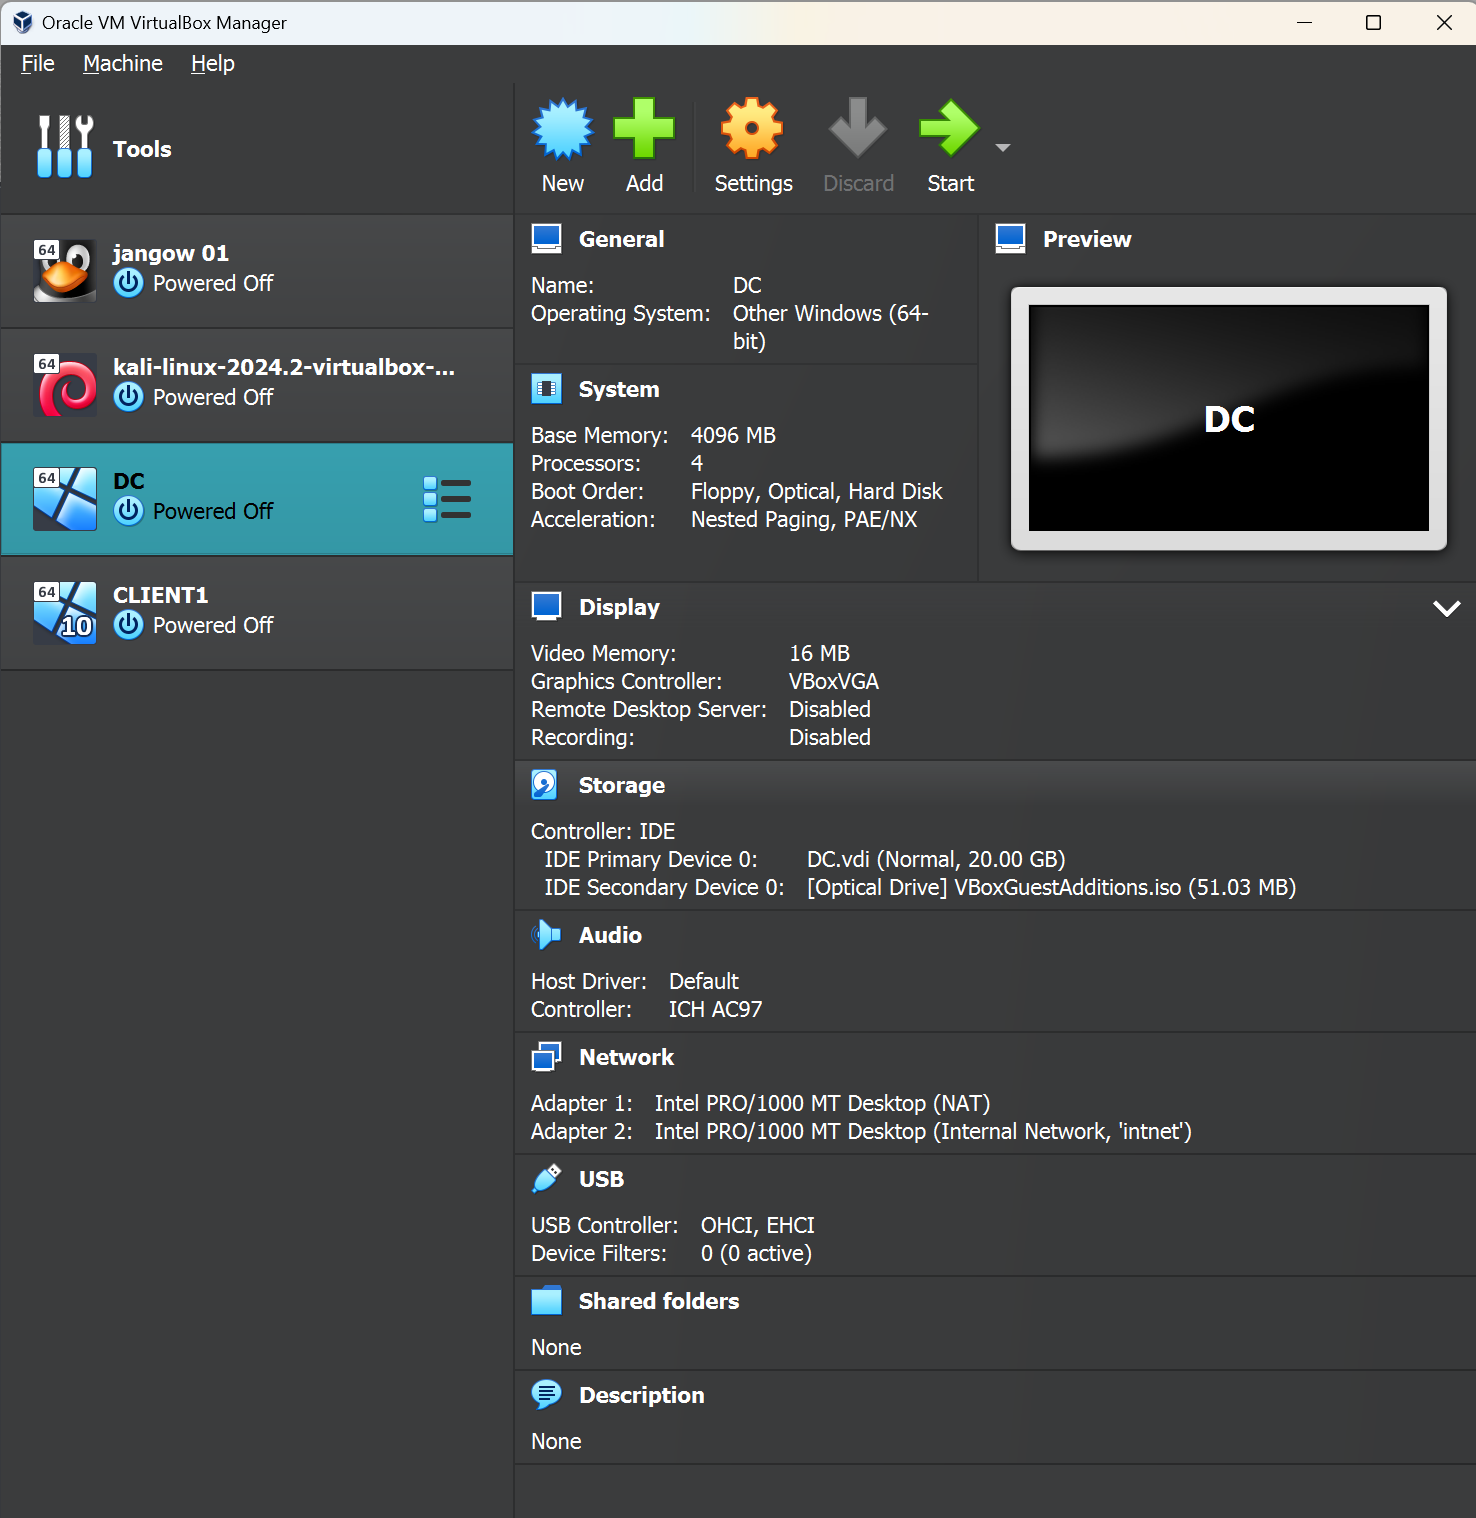 Oracle VM VirtualBox Manager
File Machine Help
Tools
New Add Settings Discard Start
64
jangow 01
Powered Off
64
kali-linux-2024.2-virtualbox-...
Powered Off
64
DC
Powered Off
64
10
CLIENT1
Powered Off
General
Name: DC
Operating System: Other Windows (64-
bit)
Preview
DC
System
Base Memory: 4096 MB
Processors: 4
Boot Order: Floppy, Optical, Hard Disk
Acceleration: Nested Paging, PAE/NX
Display
Video Memory: 16 MB
Graphics Controller: VBoxVGA
Remote Desktop Server: Disabled
Recording: Disabled
Storage
Controller: IDE
IDE Primary Device 0: DC.vdi (Normal, 20.00 GB)
IDE Secondary Device 0: [Optical Drive] VBoxGuestAdditions.iso (51.03 MB)
Audio
Host Driver: Default
Controller: ICH AC97
Network
Adapter 1: Intel PRO/1000 MT Desktop (NAT)
Adapter 2: Intel PRO/1000 MT Desktop (Internal Network, 'intnet')
USB
USB Controller: OHCI, EHCI
Device Filters: 0 (0 active)
Shared folders
None
Description
None